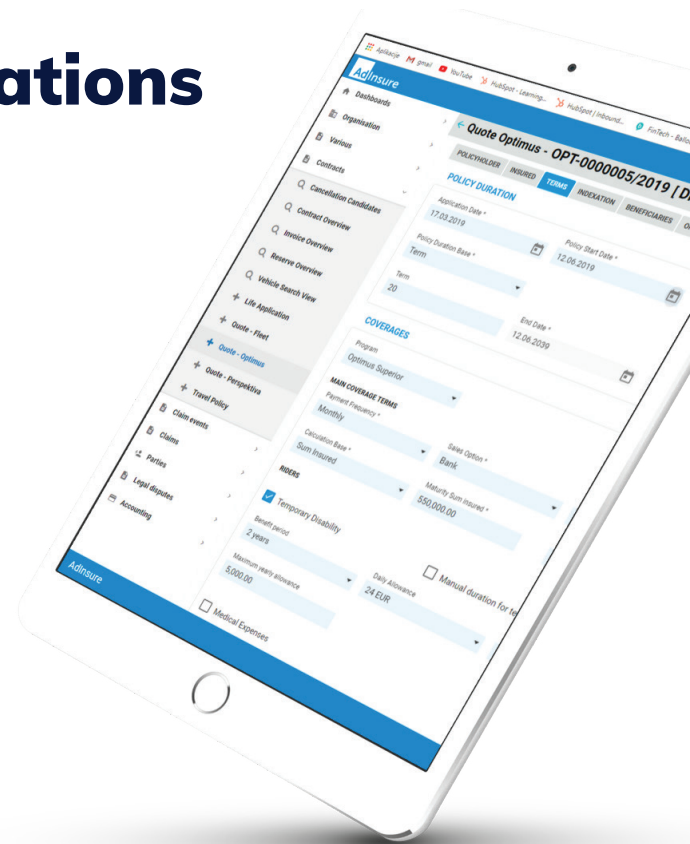 ations
Aplikacije gmail YouTube HubSpot - Learning... HubSpot | Inbound... FinTech - Balloo
AdInsure
Dashboards
Organisation
Various
Contracts
Cancellation Candidates
Contract Overview
Invoice Overview
Reserve Overview
Vehicle Search View
Life Application
Quote - Fleet
Quote - Optimus
Quote - Perspektiva
Travel Policy
Claim events
Claims
Parties
Legal disputes
Accounting
AdInsure
Quote Optimus - OPT-0000005/2019 | D
POLICYHOLDER INSURED TERMS INDEXATION BENEFICIARIES
POLICY DURATION
Application Date * Policy Start Date *
17.03.2019 12.06.2019
Policy Duration Base *
Term
Term End Date *
20 12.06.2039
COVERAGES
Program
Optimus Superior
MAIN COVERAGE TERMS
Payment Frequency * Sales Option *
Monthly Bank
Calculation Base * Maturity Sum insured *
Sum Insured 550,000.00
RIDERS
Temporary Disability Manual duration for te
Benefit period Daily Allowance
2 years 24 EUR
Maximum yearly allowance
5,000.00
Medical Expenses